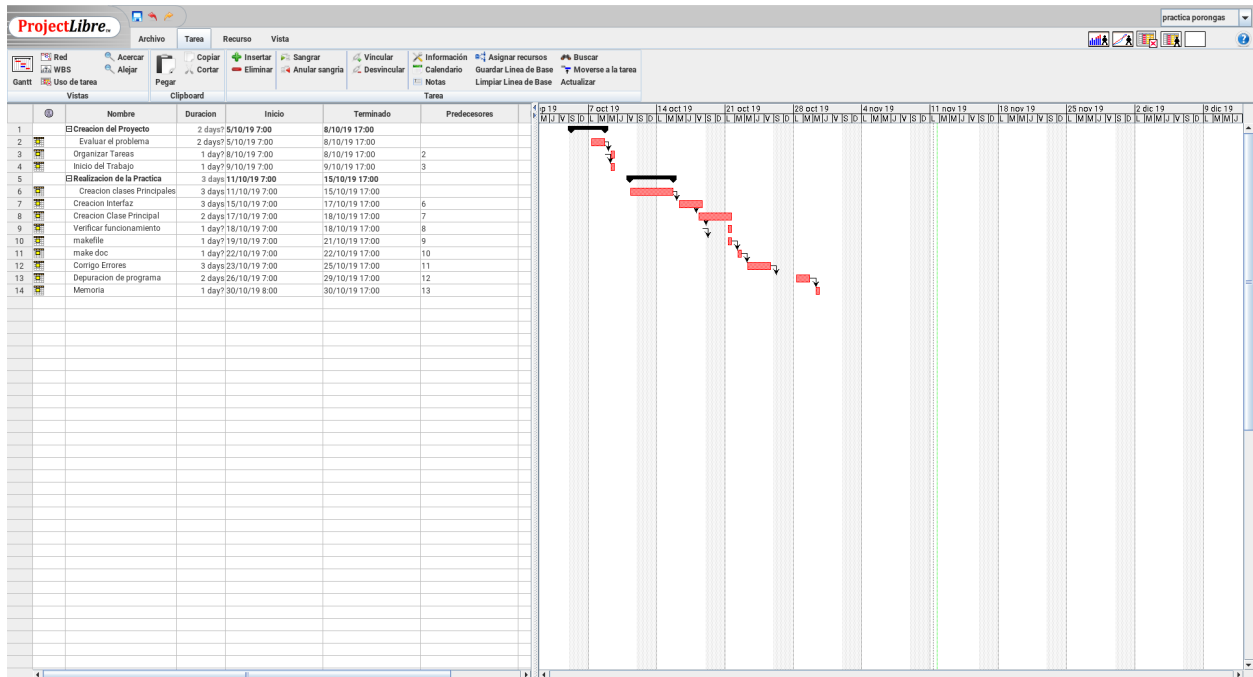 practica porongas
ProjectLibre™
Archivo Tarea Recurso Vista
Red Acercar Copiar Insertar Sangrar Vincular Información Asignar recursos Buscar
WBS Alejar Cortar Eliminar Anular sangria Desvincular Calendario Guardar Linea de Base Moverse a la tarea
Gantt Uso de tarea Pegar Notas Limpiar Linea de Base Actualizar
Vistas Clipboard Tarea
Nombre Duracion Inicio Terminado Predecesores
p 19 7 oct 19 14 oct 19 21 oct 19 28 oct 19 4 nov 19 11 nov 19 18 nov 19 25 nov 19 2 dic 19 9 dic 19
M J V S D L M M J V S D L M M J V S D L M M J V S D L M M J V S D L M M J V S D L M M J V S D L M M J V S D L M M J V S D L M M J V S D L M M J
1 Creacion del Proyecto 2 days? 5/10/19 7:00 8/10/19 17:00
2 Evaluar el problema 2 days? 5/10/19 7:00 8/10/19 17:00
3 Organizar Tareas 1 day? 8/10/19 7:00 8/10/19 17:00 2
4 Inicio del Trabajo 1 day? 9/10/19 7:00 9/10/19 17:00 3
5 Realizacion de la Practica 3 days 11/10/19 7:00 15/10/19 17:00
6 Creacion clases Principales 3 days 11/10/19 7:00 15/10/19 17:00
7 Creacion Interfaz 3 days 15/10/19 7:00 17/10/19 17:00 6
8 Creacion Clase Principal 2 days 17/10/19 7:00 18/10/19 17:00 7
9 Verificar funcionamiento 1 day? 18/10/19 7:00 18/10/19 17:00 8
10 makefile 1 day? 19/10/19 7:00 21/10/19 17:00 9
11 make doc 1 day? 22/10/19 7:00 22/10/19 17:00 10
12 Corrigo Errores 3 days 23/10/19 7:00 25/10/19 17:00 11
13 Depuracion de programa 2 days 26/10/19 7:00 29/10/19 17:00 12
14 Memoria 1 day? 30/10/19 8:00 30/10/19 17:00 13